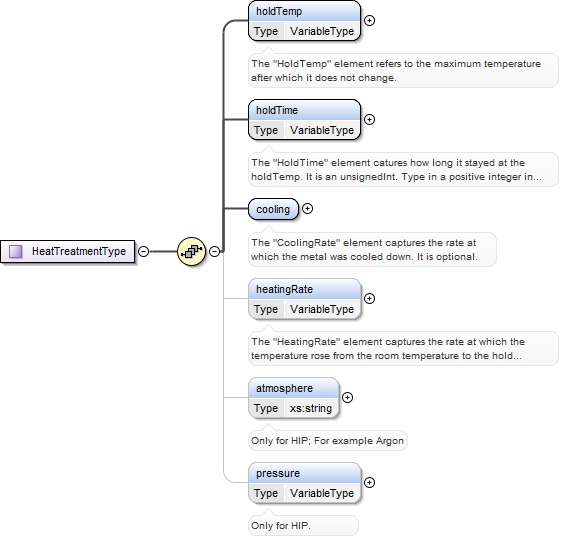 holdTemp
Type VariableType
The "HoldTemp" element refers to the maximum temperature
after which it does not change.
holdTime
Type VariableType
The "HoldTime" element catures how long it stayed at the
holdTemp. It is an unsignedInt. Type in a positive integer in...
cooling
The "CoolingRate" element captures the rate at
which the metal was cooled down. It is optional.
HeatTreatmentType
heatingRate
Type VariableType
The "HeatingRate" element captures the rate at which the
temperature rose from the room temperature to the hold...
atmosphere
Type xs:string
Only for HIP; For example Argon
pressure
Type VariableType
Only for HIP.